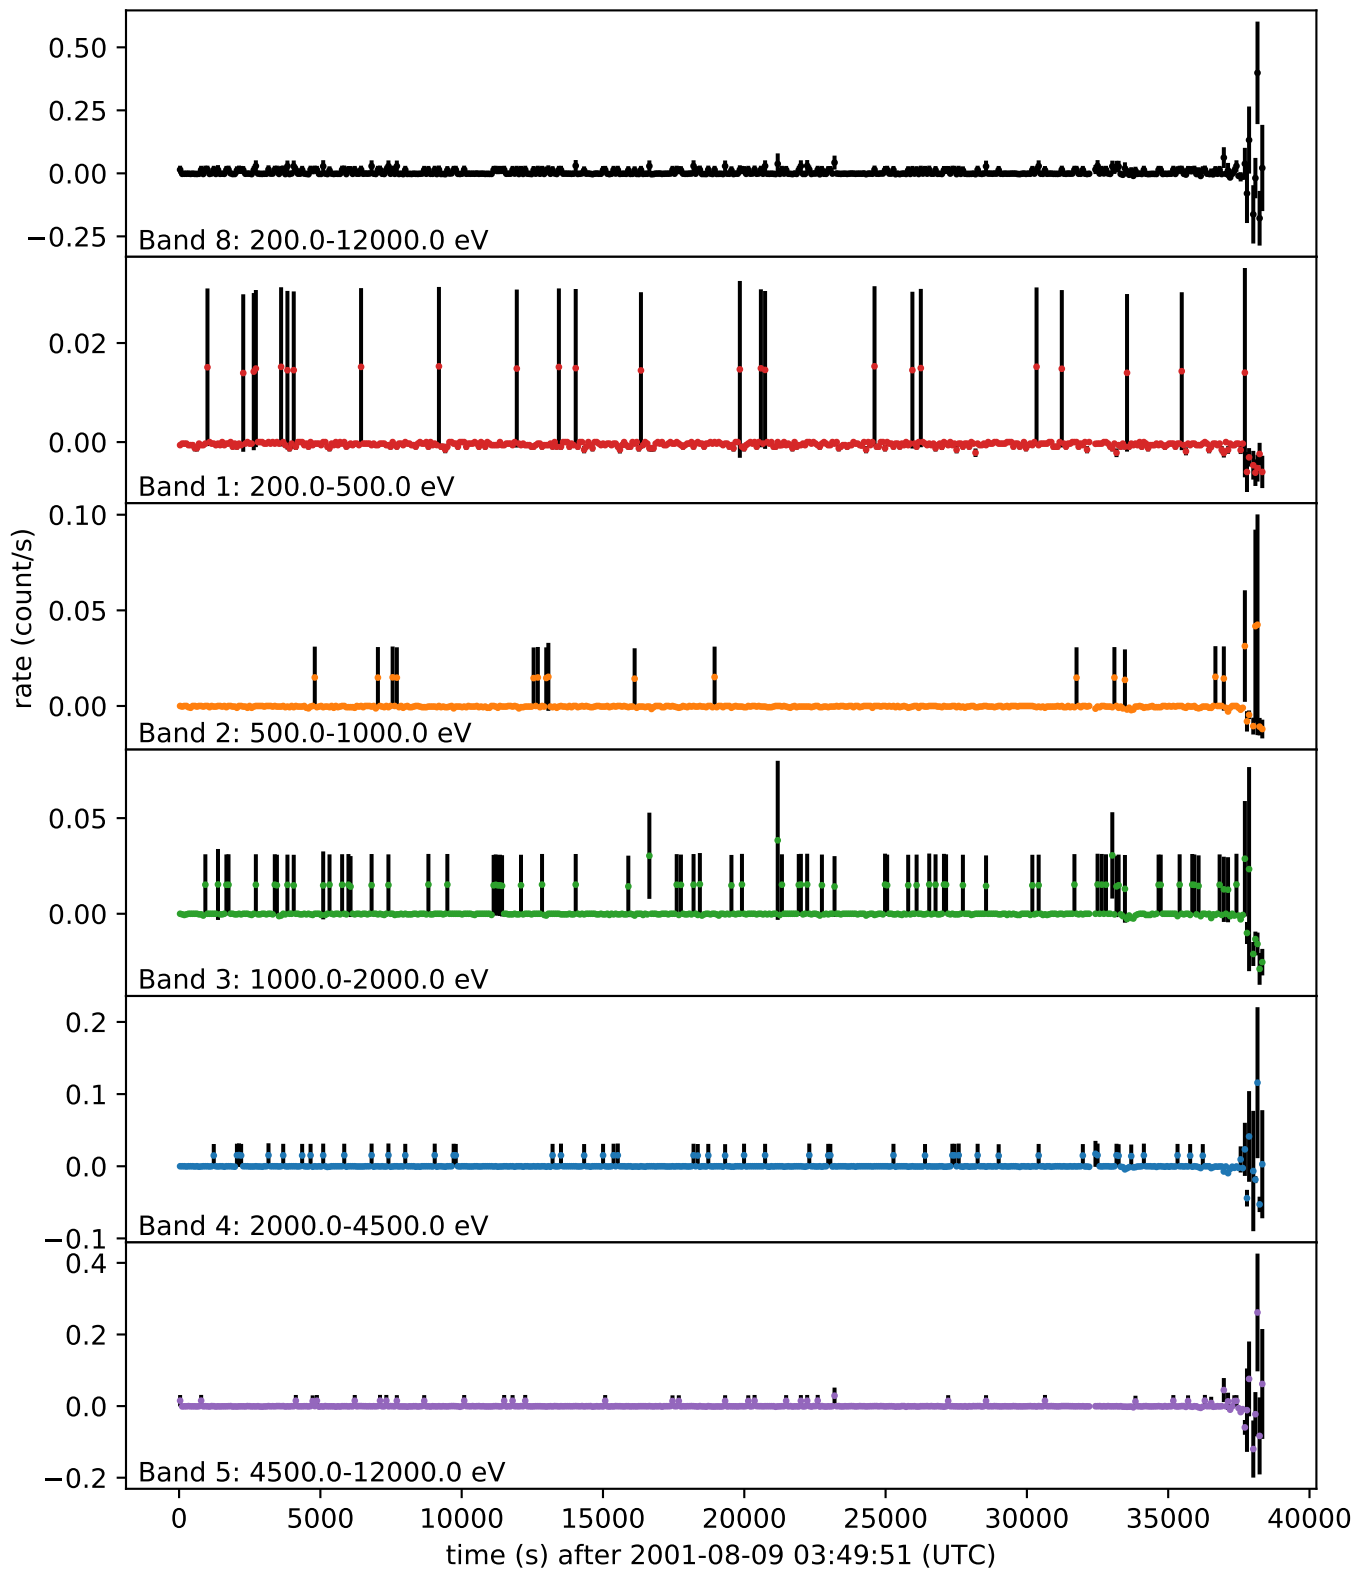 0.50
0.25
0.00
−0.25
Band 8: 200.0-12000.0 eV
0.02
0.00
Band 1: 200.0-500.0 eV
rate (count/s)
0.10
0.05
0.00
Band 2: 500.0-1000.0 eV
0.05
0.00
Band 3: 1000.0-2000.0 eV
0.2
0.1
0.0
−0.1
Band 4: 2000.0-4500.0 eV
0.4
0.2
0.0
−0.2
Band 5: 4500.0-12000.0 eV
0 5000 10000 15000 20000 25000 30000 35000 40000
time (s) after 2001-08-09 03:49:51 (UTC)